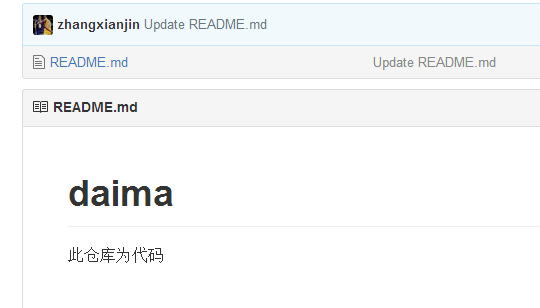 zhangxianjin Update README.md
README.md Update README.md
README.md
daima
此仓库为代码